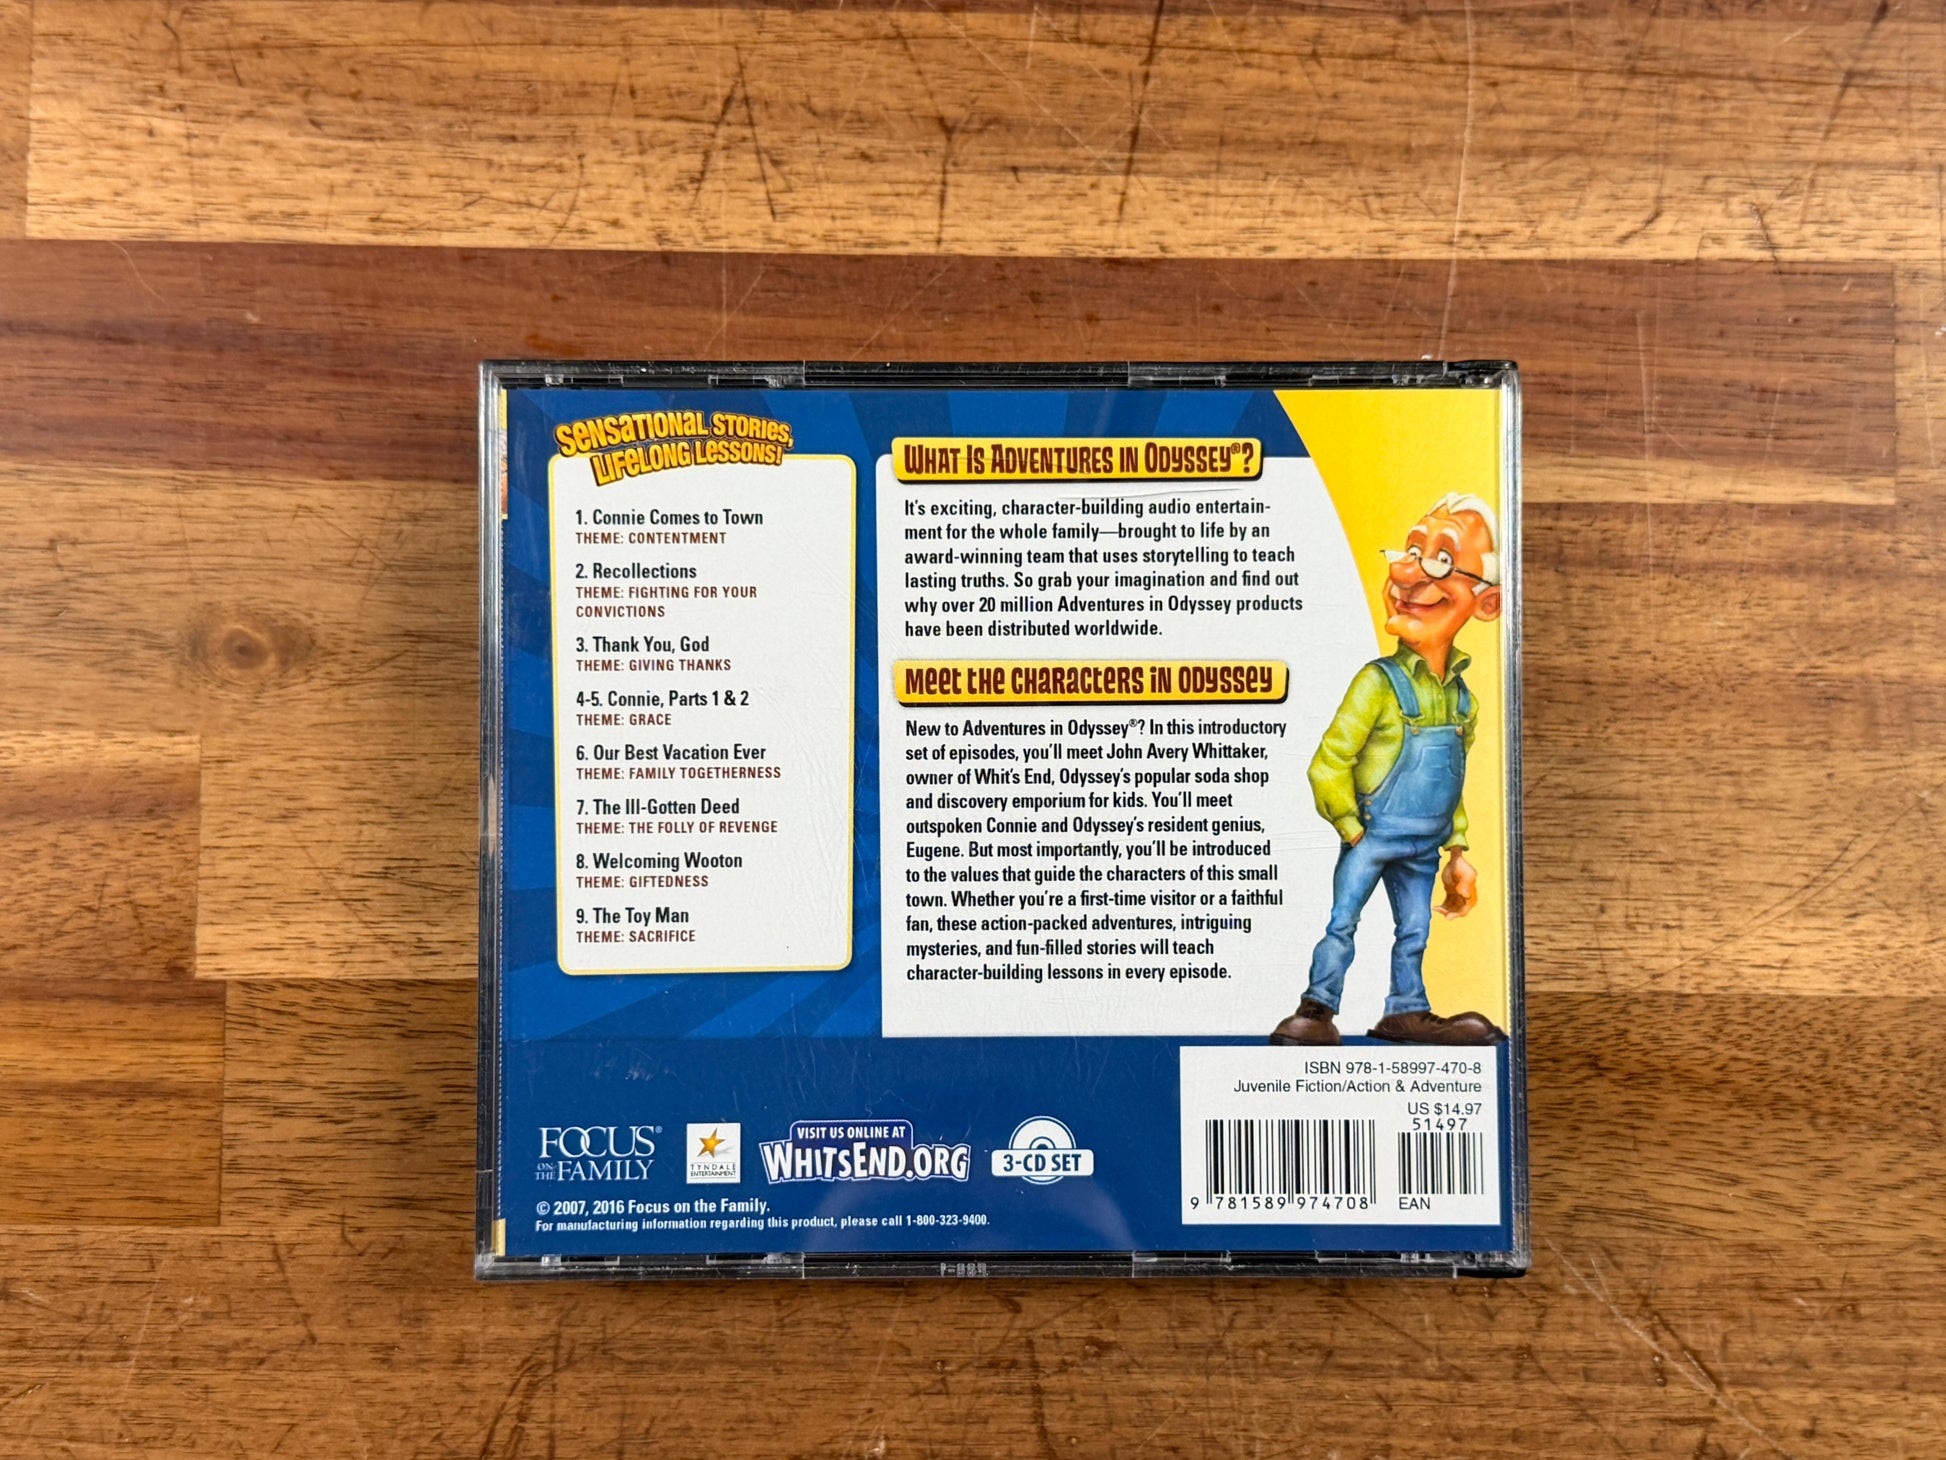 SENSATIONAL STORIES,
LIFELONG LESSONS!
1. Connie Comes to Town
THEME: CONTENTMENT
2. Recollections
THEME: FIGHTING FOR YOUR
CONVICTIONS
3. Thank You, God
THEME: GIVING THANKS
4-5. Connie, Parts 1 & 2
THEME: GRACE
6. Our Best Vacation Ever
THEME: FAMILY TOGETHERNESS
7. The Ill-Gotten Deed
THEME: THE FOLLY OF REVENGE
8. Welcoming Wooton
THEME: GIFTEDNESS
9. The Toy Man
THEME: SACRIFICE
WHAT IS ADVENTURES IN ODYSSEY®?
It's exciting, character-building audio entertain-
ment for the whole family—brought to life by an
award-winning team that uses storytelling to teach
lasting truths. So grab your imagination and find out
why over 20 million Adventures in Odyssey products
have been distributed worldwide.
MEET THE CHARACTERS IN ODYSSEY
New to Adventures in Odyssey®? In this introductory
set of episodes, you'll meet John Avery Whittaker,
owner of Whit's End, Odyssey's popular soda shop
and discovery emporium for kids. You'll meet
outspoken Connie and Odyssey's resident genius,
Eugene. But most importantly, you'll be introduced
to the values that guide the characters of this small
town. Whether you're a first-time visitor or a faithful
fan, these action-packed adventures, intriguing
mysteries, and fun-filled stories will teach
character-building lessons in every episode.
FOCUS®
ON THE FAMILY
TYNDALE
ENTERTAINMENT
VISIT US ONLINE AT
WHITSEND.ORG
3-CD SET
© 2007, 2016 Focus on the Family.
For manufacturing information regarding this product, please call 1-800-323-9400.
ISBN 978-1-58997-470-8
Juvenile Fiction/Action & Adventure
US $14.97
51497
9 781589 974708
EAN